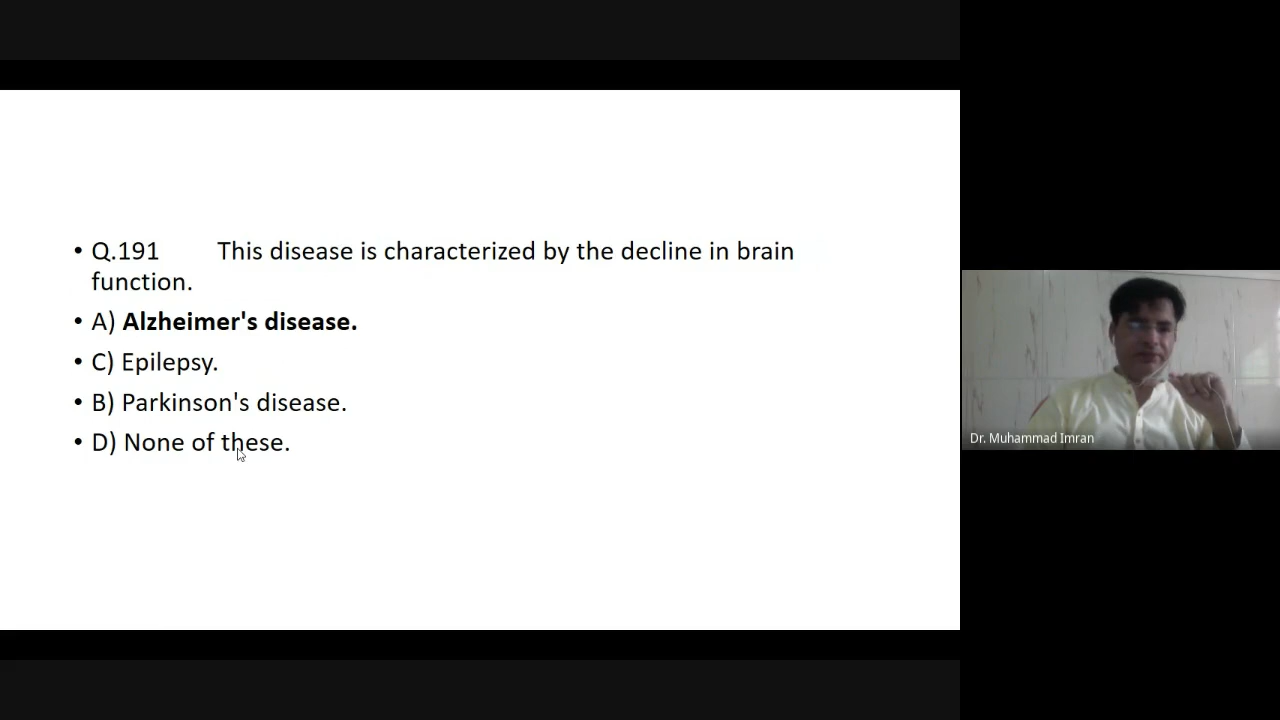 • Q.191 This disease is characterized by the decline in brain
function.
• A) Alzheimer's disease.
• C) Epilepsy.
• B) Parkinson's disease.
• D) None of these.
Dr. Muhammad Imran